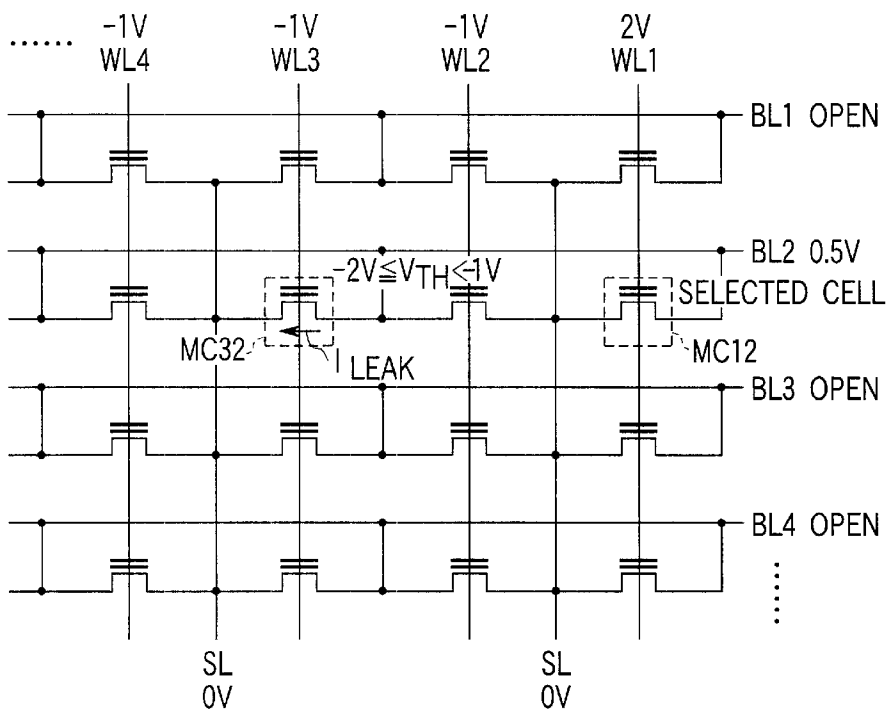 ...... -1V -1V -1V 2V
WL4 WL3 WL2 WL1
BL1 OPEN
BL2 0.5V
-2V≦VTH<-1V
SELECTED CELL
MC32 ILEAK MC12
BL3 OPEN
BL4 OPEN
......
SL SL
0V 0V